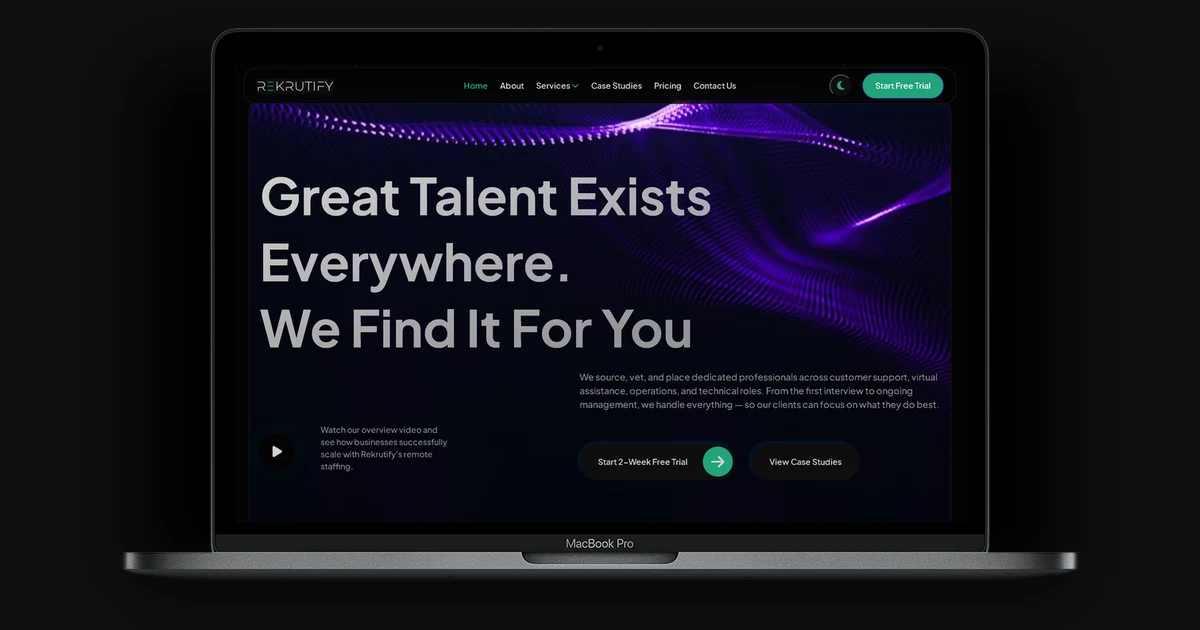 REKRUTIFY
Home About Services Case Studies Pricing Contact Us
Start Free Trial
Great Talent Exists
Everywhere.
We Find It For You
We source, vet, and place dedicated professionals across customer support, virtual
assistance, operations, and technical roles. From the first interview to ongoing
management, we handle everything — so our clients can focus on what they do best.
Watch our overview video and
see how businesses successfully
scale with Rekrutify's remote
staffing.
Start 2-Week Free Trial
View Case Studies
MacBook Pro